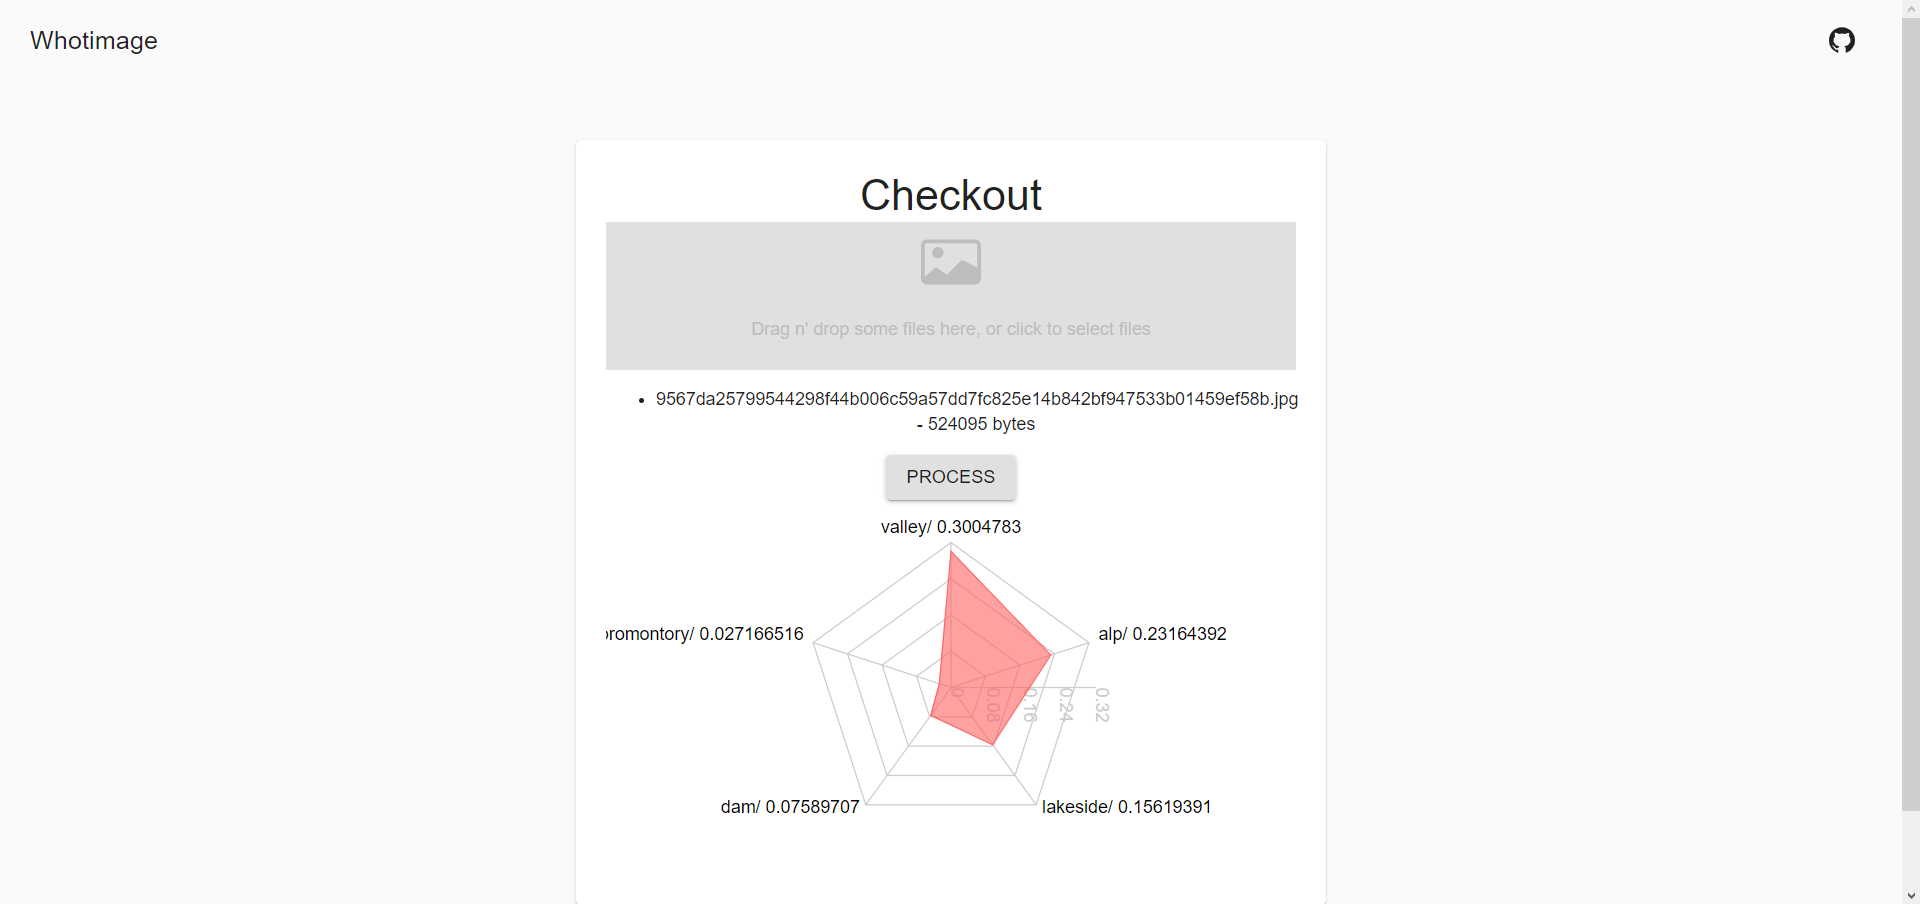 Whotimage
Checkout
Drag n' drop some files here, or click to select files
9567da25799544298f44b006c59a57dd7fc825e14b842bf947533b01459ef58b.jpg
- 524095 bytes
PROCESS
valley/ 0.3004783
romontory/ 0.027166516
alp/ 0.23164392
0
0.08
0.16
0.24
0.32
dam/ 0.07589707
lakeside/ 0.15619391